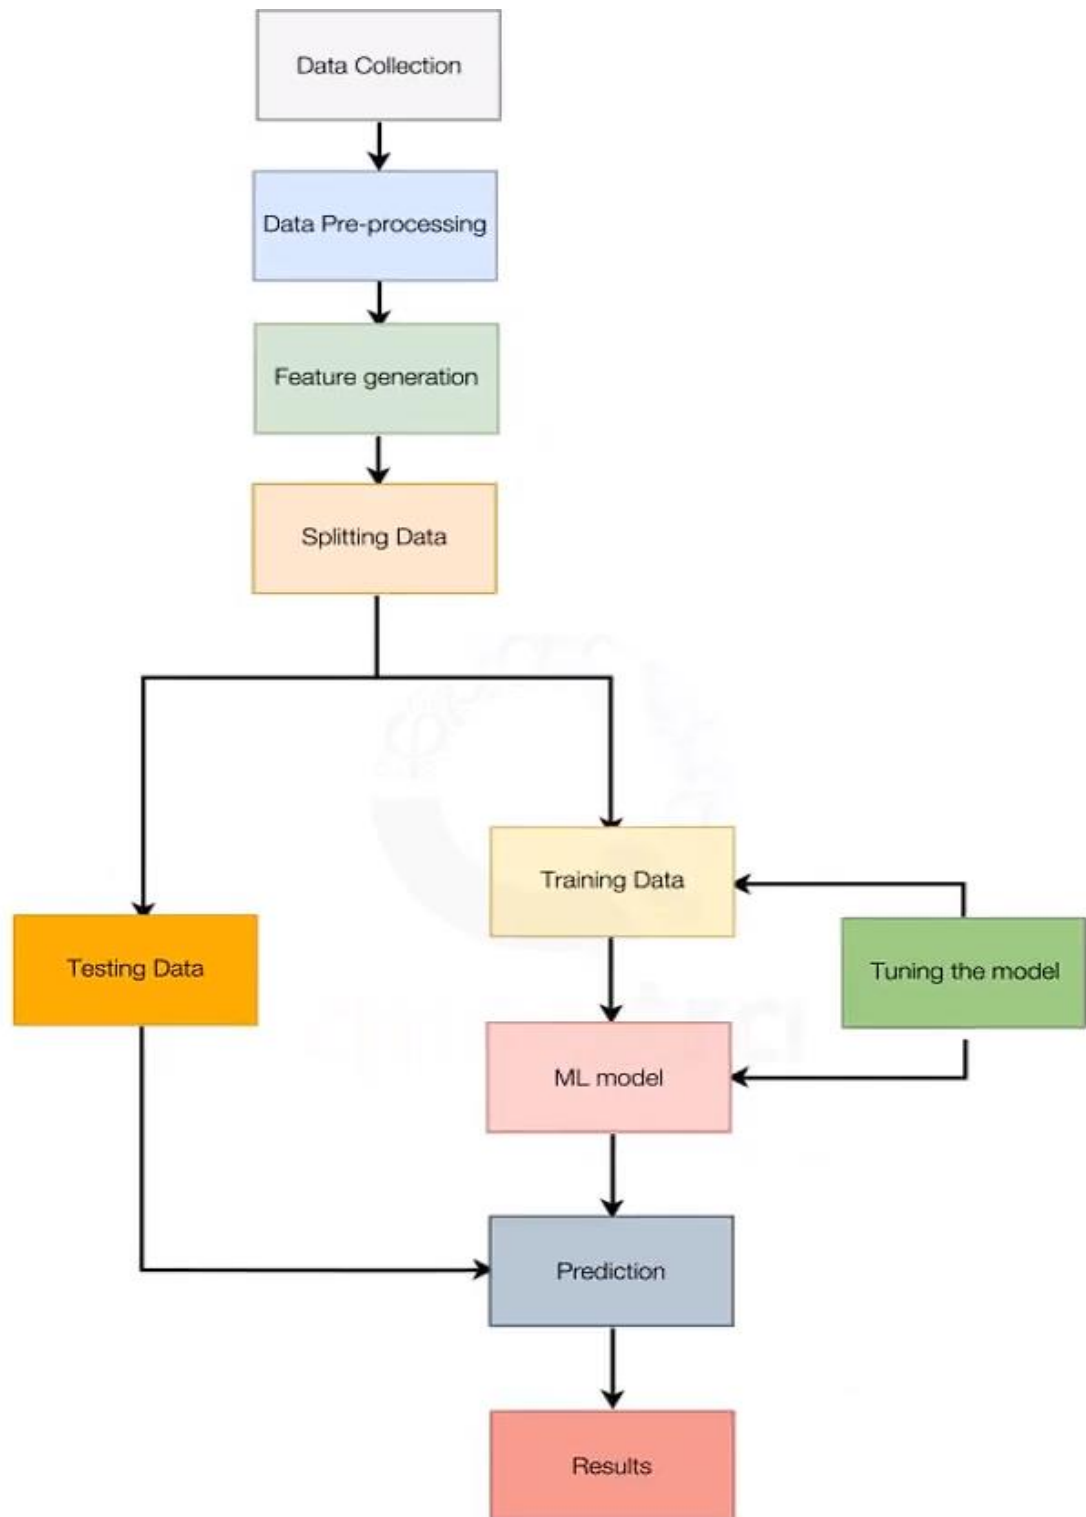 Data Collection
Data Pre-processing
Feature generation
Splitting Data
Training Data
Testing Data
Tuning the model
ML model
Prediction
Results